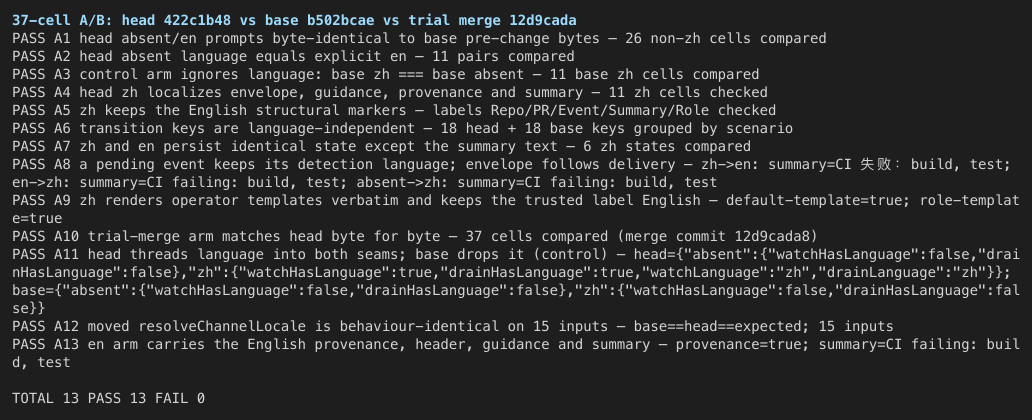 37-cell A/B: head 422c1b48 vs base b502bcae vs trial merge 12d9cada
PASS A1 head absent/en prompts byte-identical to base pre-change bytes — 26 non-zh cells compared
PASS A2 head absent language equals explicit en — 11 pairs compared
PASS A3 control arm ignores language: base zh === base absent — 11 base zh cells compared
PASS A4 head zh localizes envelope, guidance, provenance and summary — 11 zh cells checked
PASS A5 zh keeps the English structural markers — labels Repo/PR/Event/Summary/Role checked
PASS A6 transition keys are language-independent — 18 head + 18 base keys grouped by scenario
PASS A7 zh and en persist identical state except the summary text — 6 zh states compared
PASS A8 a pending event keeps its detection language; envelope follows delivery — zh->en: summary=CI 失败: build, test;
en->zh: summary=CI failing: build, test; absent->zh: summary=CI failing: build, test
PASS A9 zh renders operator templates verbatim and keeps the trusted label English — default-template=true; role-templat
e=true
PASS A10 trial-merge arm matches head byte for byte — 37 cells compared (merge commit 12d9cada8)
PASS A11 head threads language into both seams; base drops it (control) — head={"absent":{"watchHasLanguage":false,"drai
nHasLanguage":false},"zh":{"watchHasLanguage":true,"drainHasLanguage":true,"watchLanguage":"zh","drainLanguage":"zh"}};
base={"absent":{"watchHasLanguage":false,"drainHasLanguage":false},"zh":{"watchHasLanguage":false,"drainHasLanguage":fal
se}}
PASS A12 moved resolveChannelLocale is behaviour-identical on 15 inputs — base==head==expected; 15 inputs
PASS A13 en arm carries the English provenance, header, guidance and summary — provenance=true; summary=CI failing: buil
d, test
TOTAL 13 PASS 13 FAIL 0